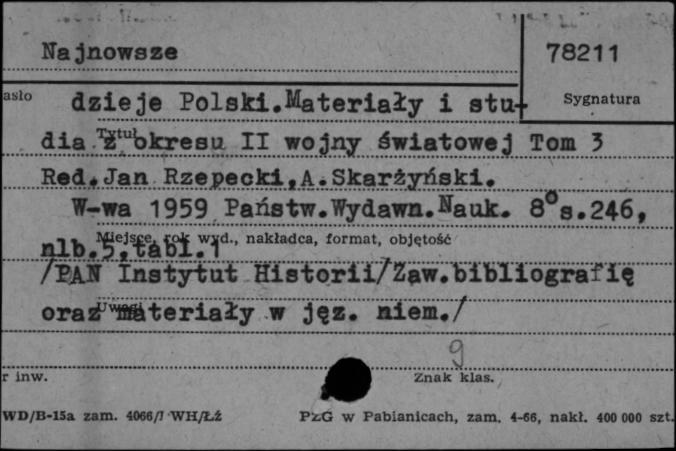 Najnowsze
78211
asło
dzieje Polski.Materiały i stu-
Sygnatura
Tytuł
dia z okresu II wojny światowej Tom 3
Red.Jan Rzepecki,A.Skarżyński.
W-wa 1959 Państw.Wydawn.Nauk. 8° s.246,
Miejsce, rok wyd., nakładca, format, objętość
nlb.5,tabl.1
/PAN Instytut Historii/Zaw.bibliografię
Uwagi
oraz materiały w jęz. niem./
9
r inw.
Znak klas.
WD/B-15a zam. 4066/I WH/Łź
PZG w Pabianicach, zam. 4-66, nakł. 400 000 szt.